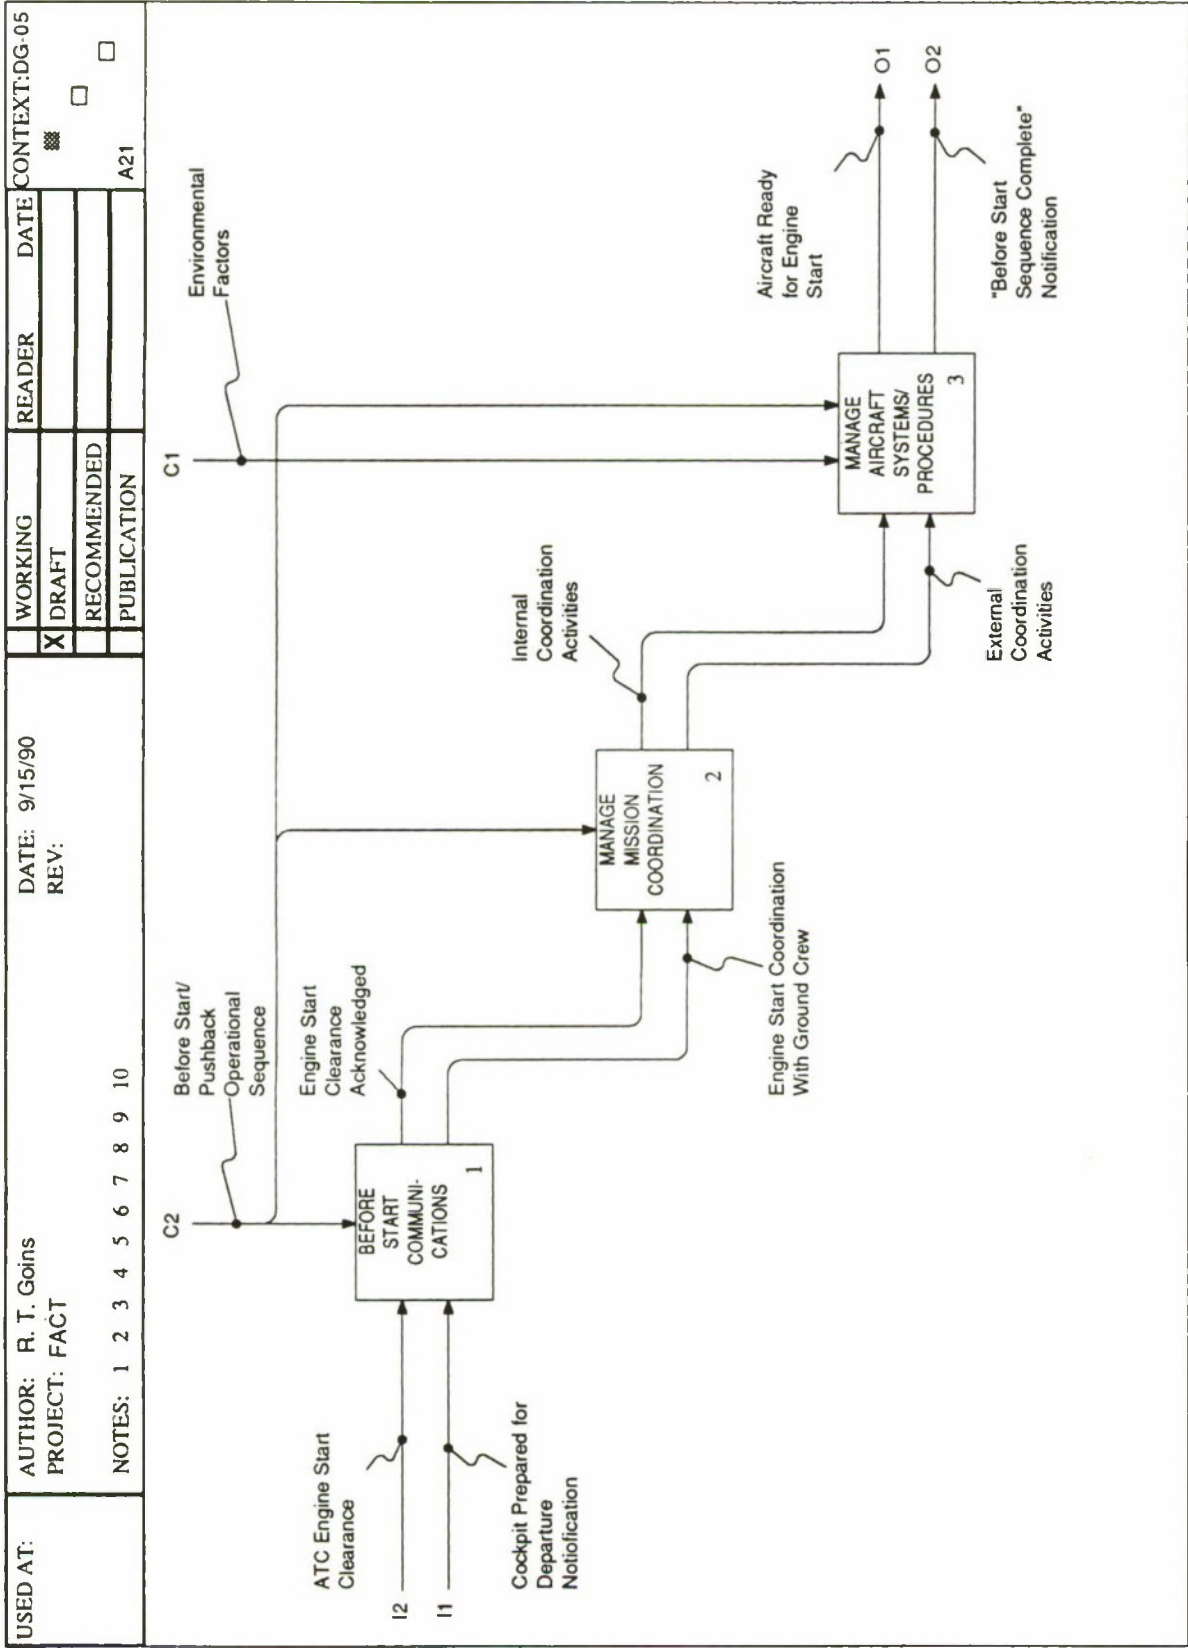 USED AT:
AUTHOR: R. T. Goins
PROJECT: FACT
NOTES: 1 2 3 4 5 6 7 8 9 10
DATE: 9/15/90
REV:
WORKING
X DRAFT
RECOMMENDED
PUBLICATION
READER DATE
CONTEXT:DG-05
A21
C2
Before Start/
Pushback
Operational
Sequence
C1
Environmental
Factors
ATC Engine Start
Clearance
I2
I1
Cockpit Prepared for
Departure
Notiofication
BEFORE
START
COMMUNI-
CATIONS
1
Engine Start
Clearance
Acknowledged
Engine Start Coordination
With Ground Crew
MANAGE
MISSION
COORDINATION
2
Internal
Coordination
Activities
External
Coordination
Activities
MANAGE
AIRCRAFT
SYSTEMS/
PROCEDURES
3
Aircraft Ready
for Engine
Start
O1
O2
"Before Start
Sequence Complete"
Notification